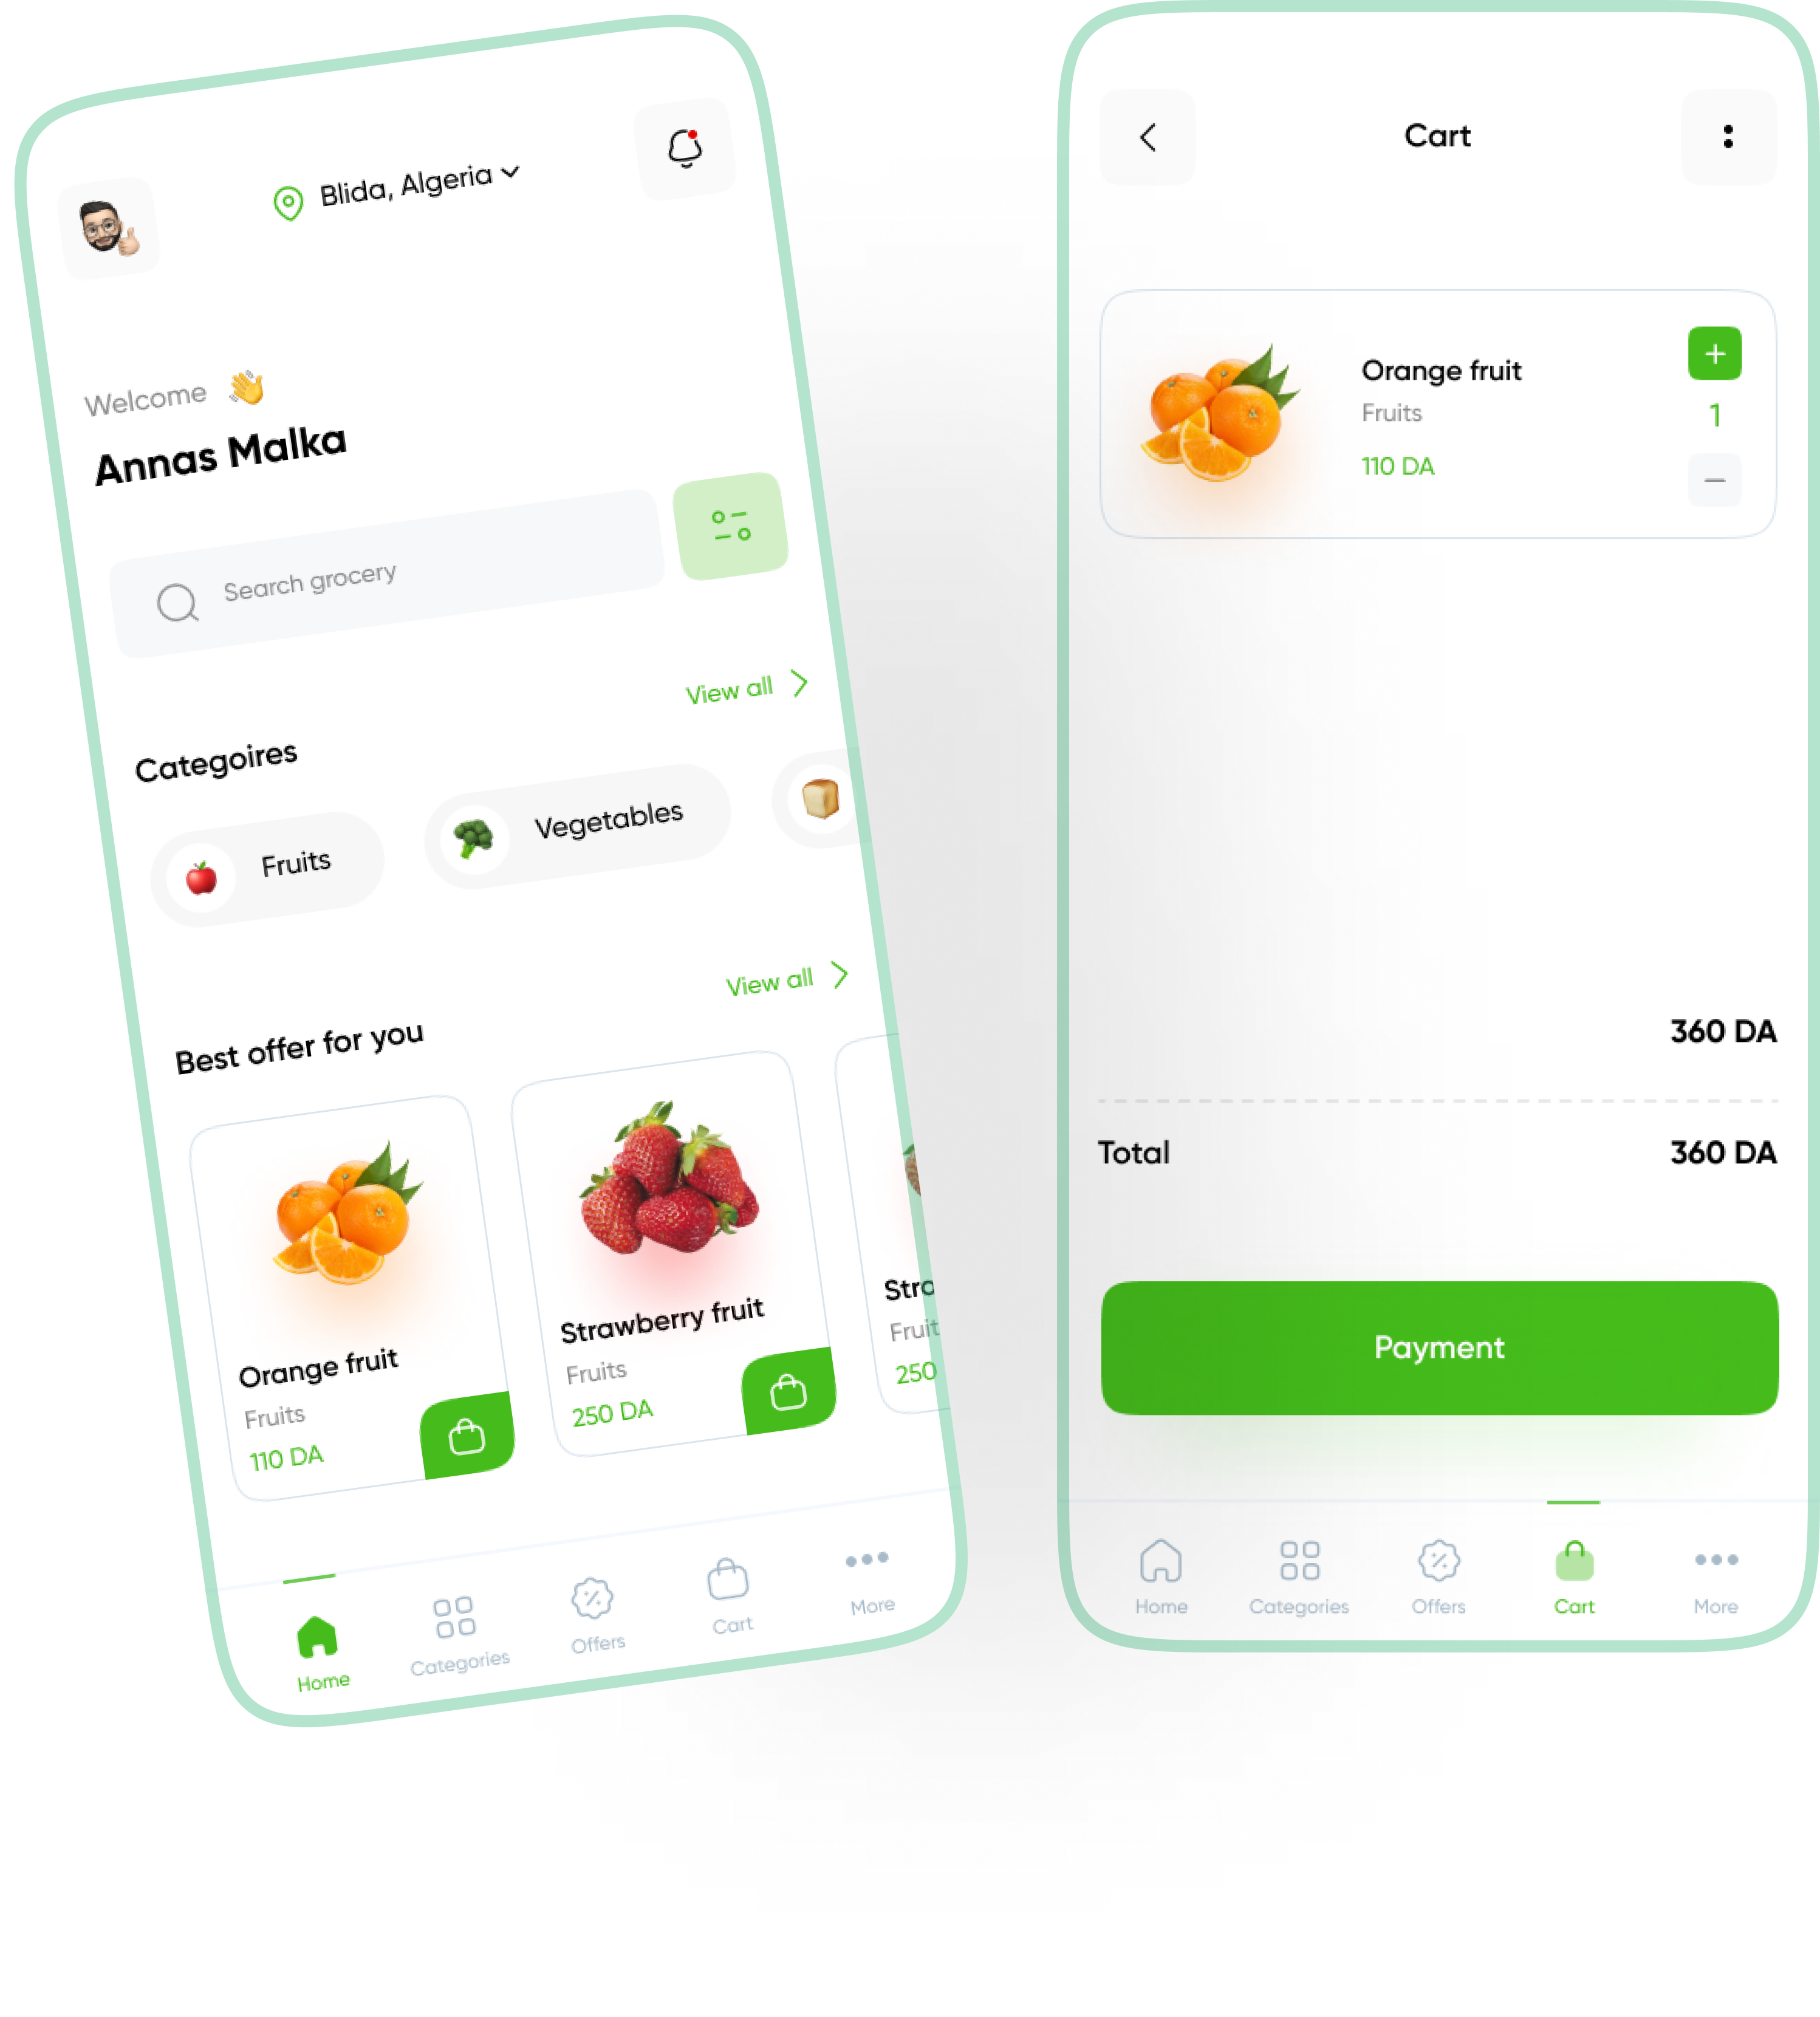 Blida, Algeria
Welcome 👋
Annas Malka
Search grocery
View all
Categoires
Fruits
Vegetables
View all
Best offer for you
Orange fruit
Fruits
110 DA
Strawberry fruit
Fruits
250 DA
Stra
Fruit
250
Home
Categories
Offers
Cart
More
Cart
Orange fruit
Fruits
110 DA
1
360 DA
Total 360 DA
Payment
Home
Categories
Offers
Cart
More